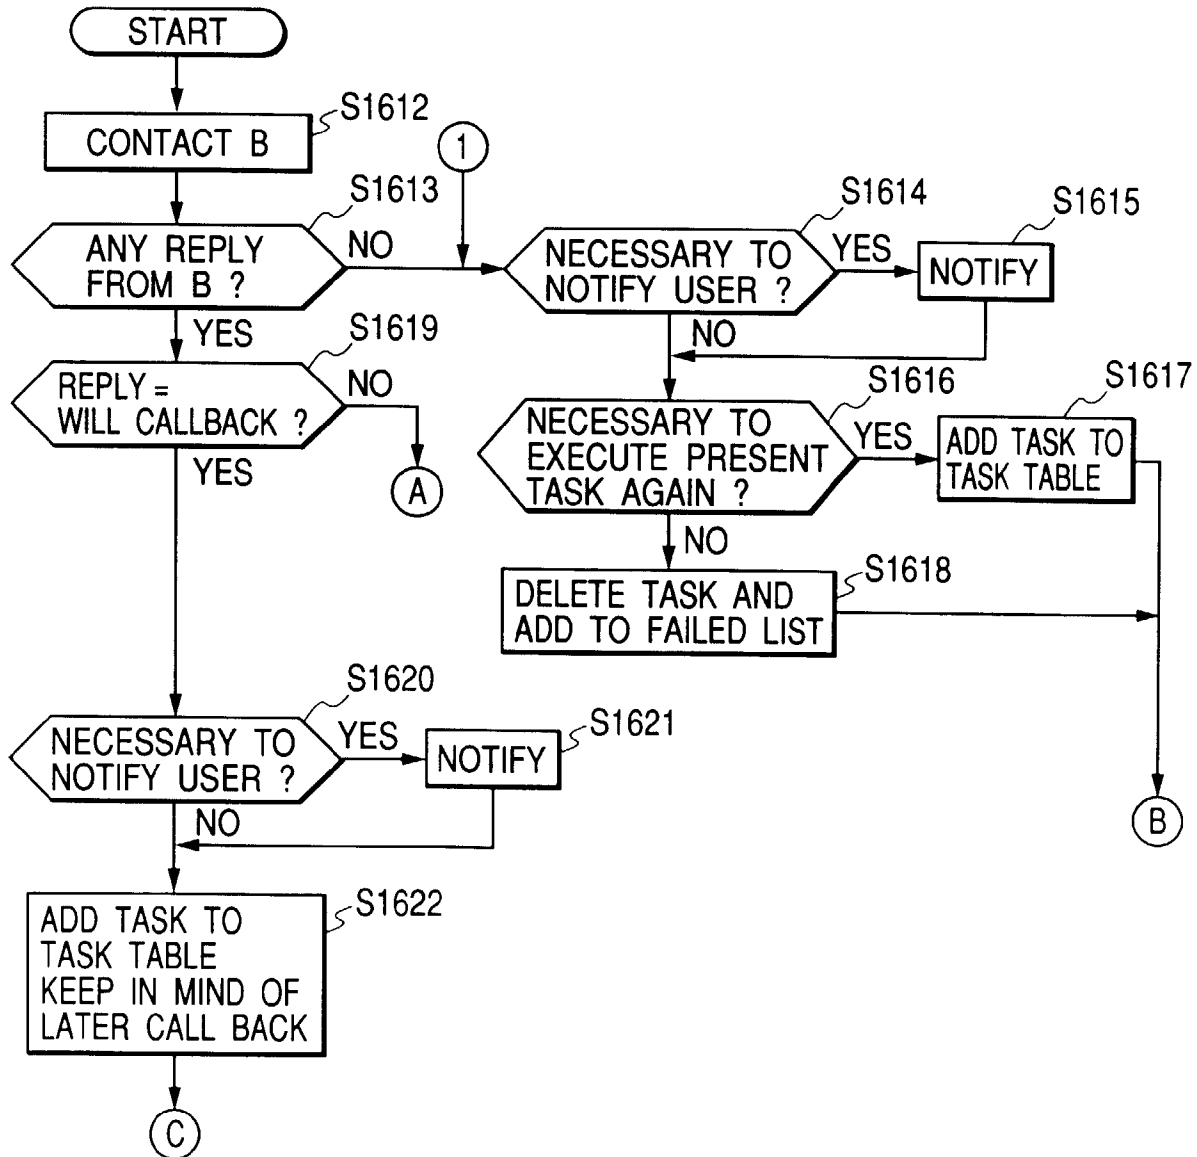 START
S1612
CONTACT B
1
S1613
ANY REPLY
FROM B ?
NO
YES
S1614
NECESSARY TO
NOTIFY USER ?
YES
NO
S1615
NOTIFY
S1619
REPLY =
WILL CALLBACK ?
NO
YES
A
S1616
NECESSARY TO
EXECUTE PRESENT
TASK AGAIN ?
YES
NO
S1617
ADD TASK TO
TASK TABLE
S1618
DELETE TASK AND
ADD TO FAILED LIST
S1620
NECESSARY TO
NOTIFY USER ?
YES
NO
S1621
NOTIFY
B
S1622
ADD TASK TO
TASK TABLE
KEEP IN MIND OF
LATER CALL BACK
C